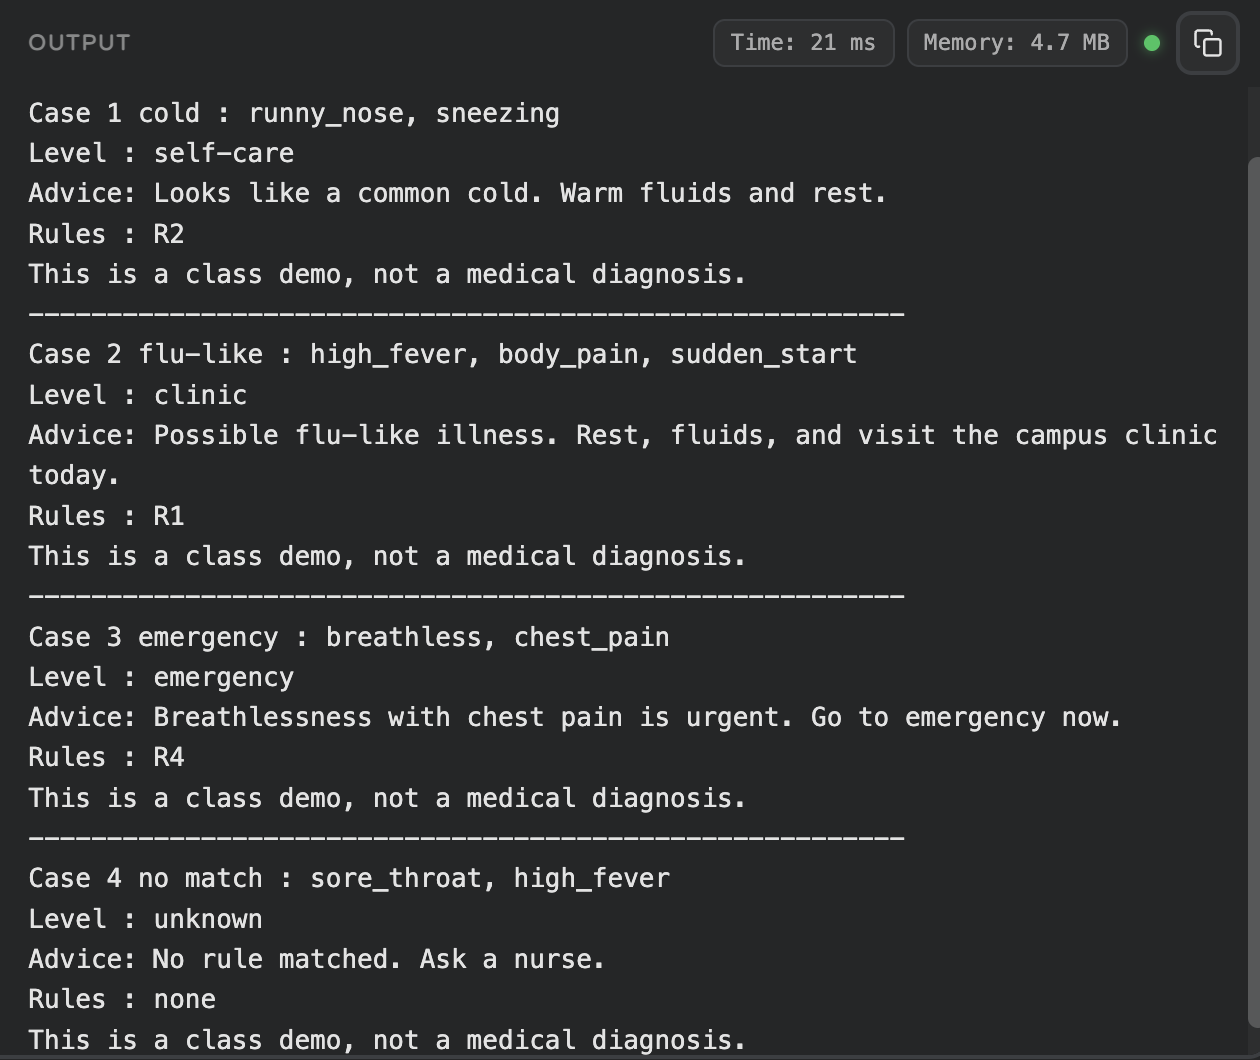 OUTPUT
Time: 21 ms
Memory: 4.7 MB
Case 1 cold : runny_nose, sneezing
Level : self-care
Advice: Looks like a common cold. Warm fluids and rest.
Rules : R2
This is a class demo, not a medical diagnosis.
--------------------------------------------------------
Case 2 flu-like : high_fever, body_pain, sudden_start
Level : clinic
Advice: Possible flu-like illness. Rest, fluids, and visit the campus clinic
today.
Rules : R1
This is a class demo, not a medical diagnosis.
--------------------------------------------------------
Case 3 emergency : breathless, chest_pain
Level : emergency
Advice: Breathlessness with chest pain is urgent. Go to emergency now.
Rules : R4
This is a class demo, not a medical diagnosis.
--------------------------------------------------------
Case 4 no match : sore_throat, high_fever
Level : unknown
Advice: No rule matched. Ask a nurse.
Rules : none
This is a class demo, not a medical diagnosis.